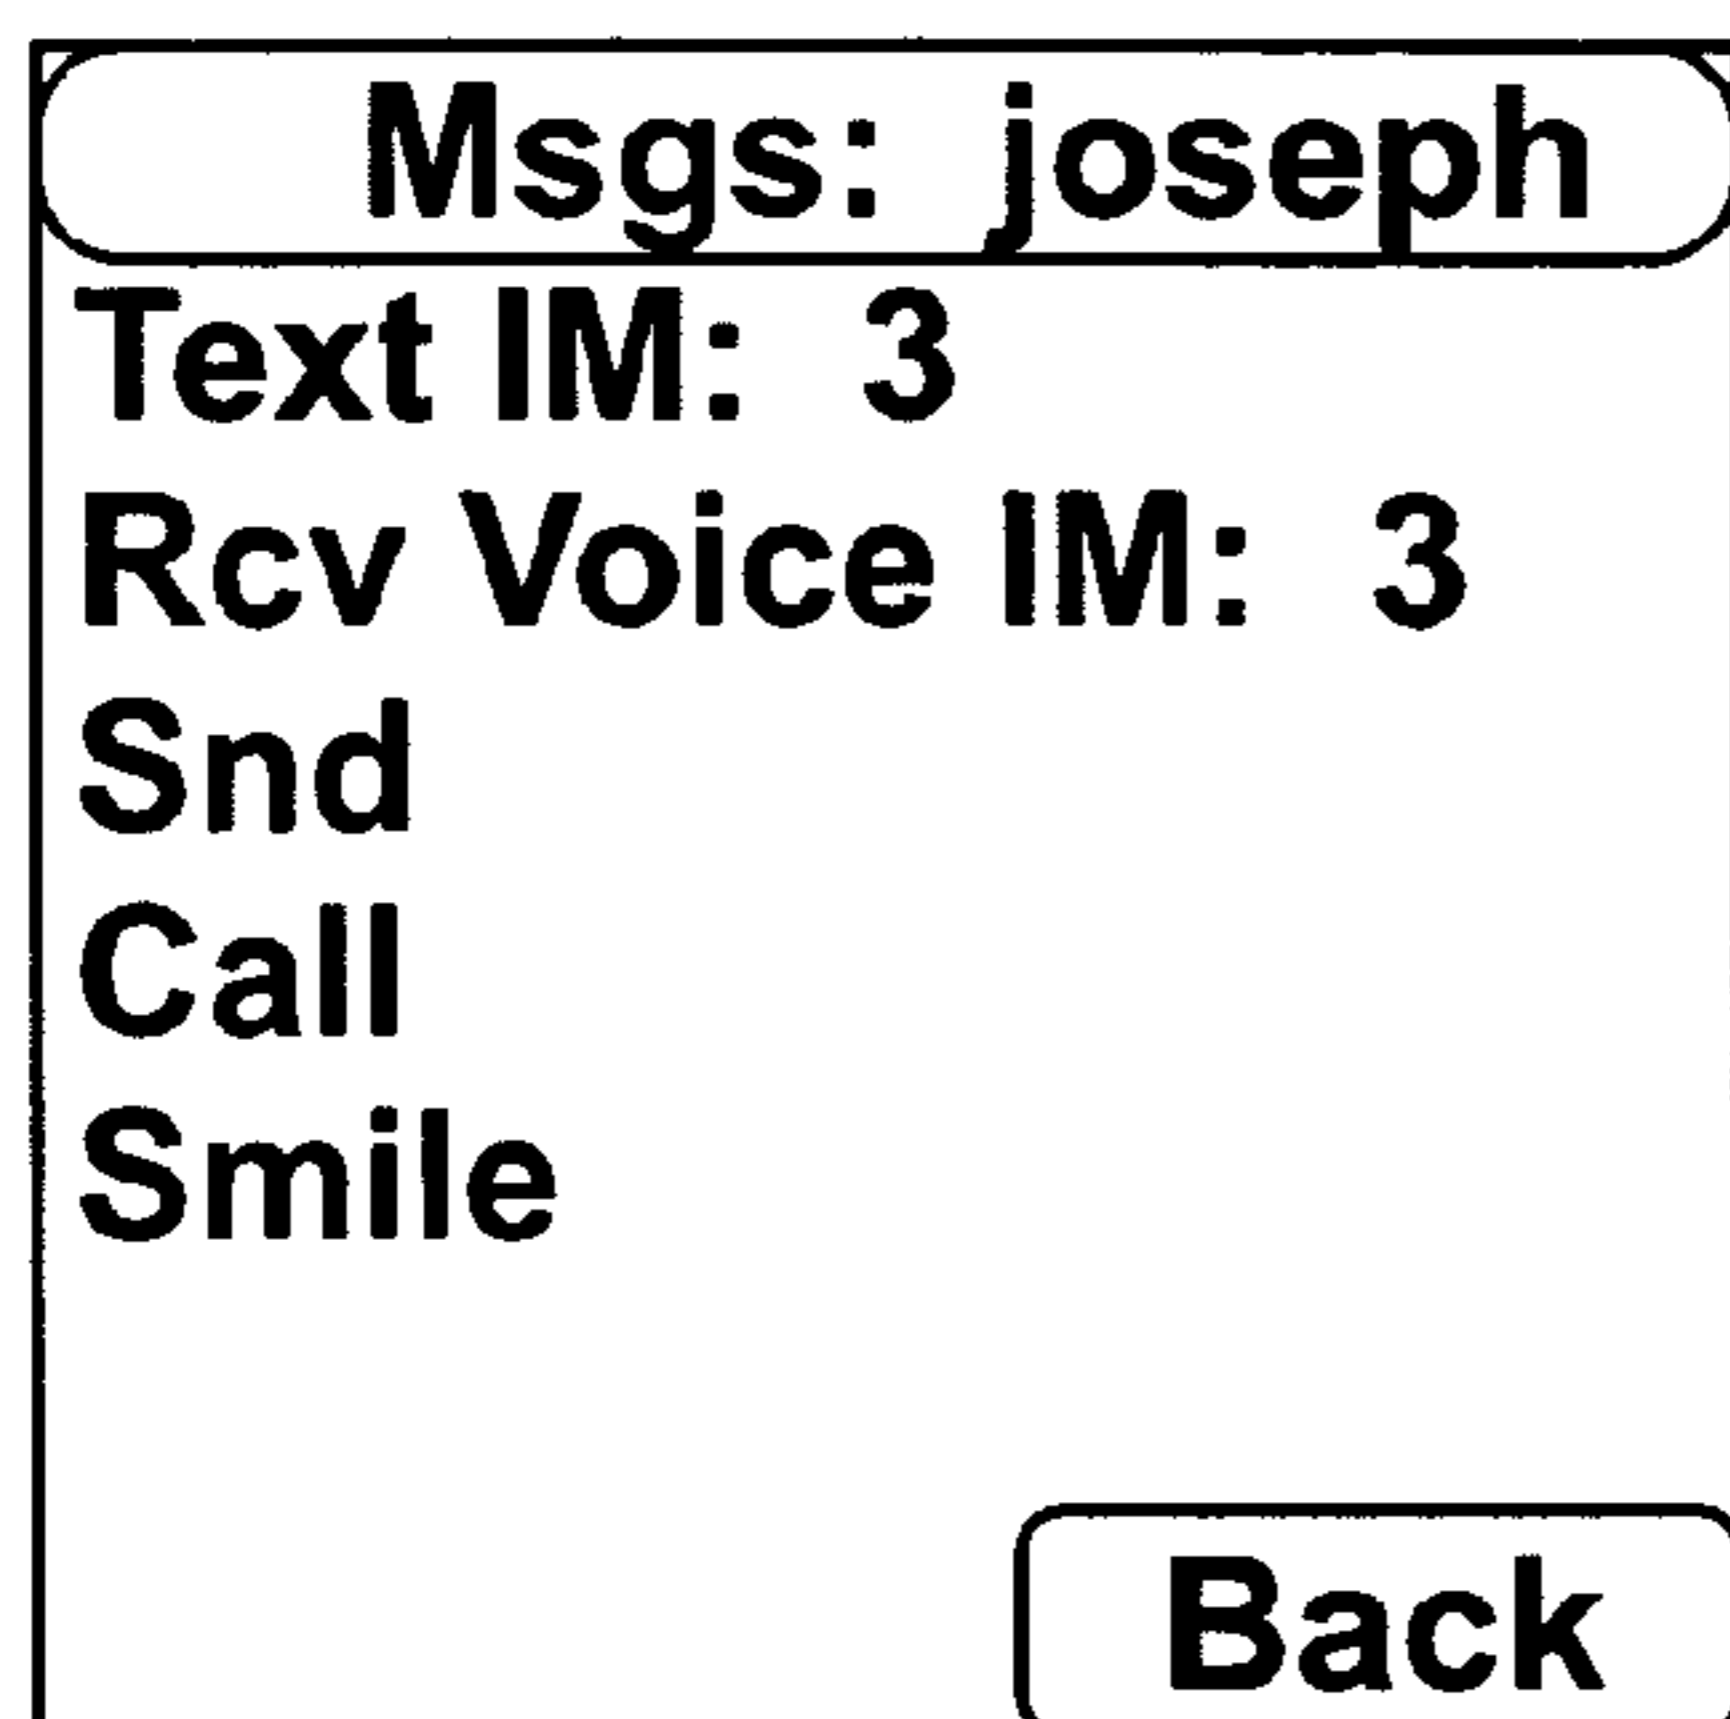 Msgs: joseph
Text IM: 3
Rcv Voice IM: 3
Snd
Call
Smile
Back